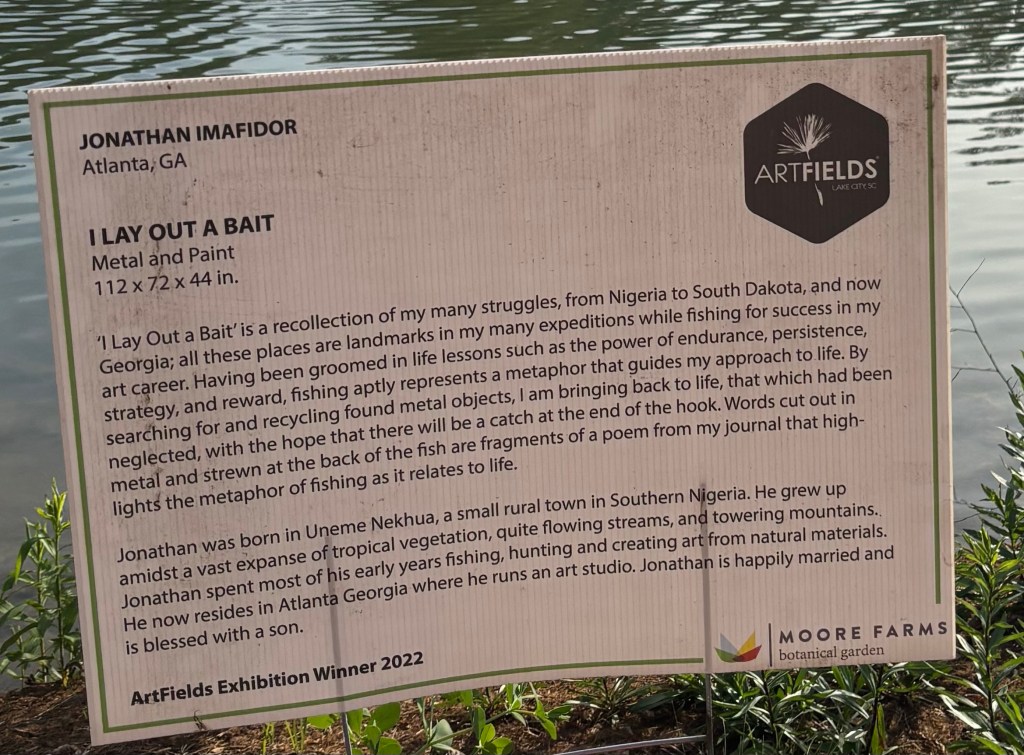 JONATHAN IMAFIDOR
Atlanta, GA
ARTFIELDS
LAKE CITY, SC
I LAY OUT A BAIT
Metal and Paint
112 x 72 x 44 in.
'I Lay Out a Bait' is a recollection of my many struggles, from Nigeria to South Dakota, and now
Georgia; all these places are landmarks in my many expeditions while fishing for success in my
art career. Having been groomed in life lessons such as the power of endurance, persistence,
strategy, and reward, fishing aptly represents a metaphor that guides my approach to life. By
searching for and recycling found metal objects, I am bringing back to life, that which had been
neglected, with the hope that there will be a catch at the end of the hook. Words cut out in
metal and strewn at the back of the fish are fragments of a poem from my journal that high-
lights the metaphor of fishing as it relates to life.
Jonathan was born in Uneme Nekhua, a small rural town in Southern Nigeria. He grew up
amidst a vast expanse of tropical vegetation, quite flowing streams, and towering mountains.
Jonathan spent most of his early years fishing, hunting and creating art from natural materials.
He now resides in Atlanta Georgia where he runs an art studio. Jonathan is happily married and
is blessed with a son.
ArtFields Exhibition Winner 2022
MOORE FARMS
botanical garden